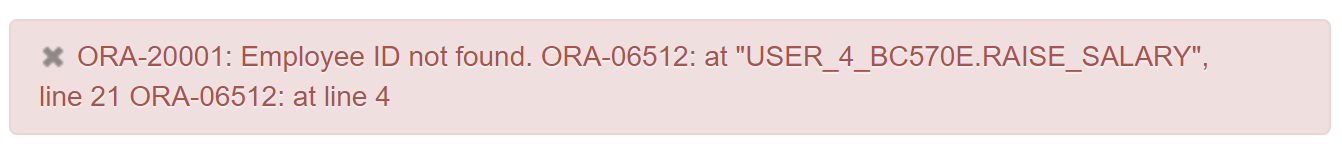 ✖ ORA-20001: Employee ID not found. ORA-06512: at "USER_4_BC570E.RAISE_SALARY",
line 21 ORA-06512: at line 4